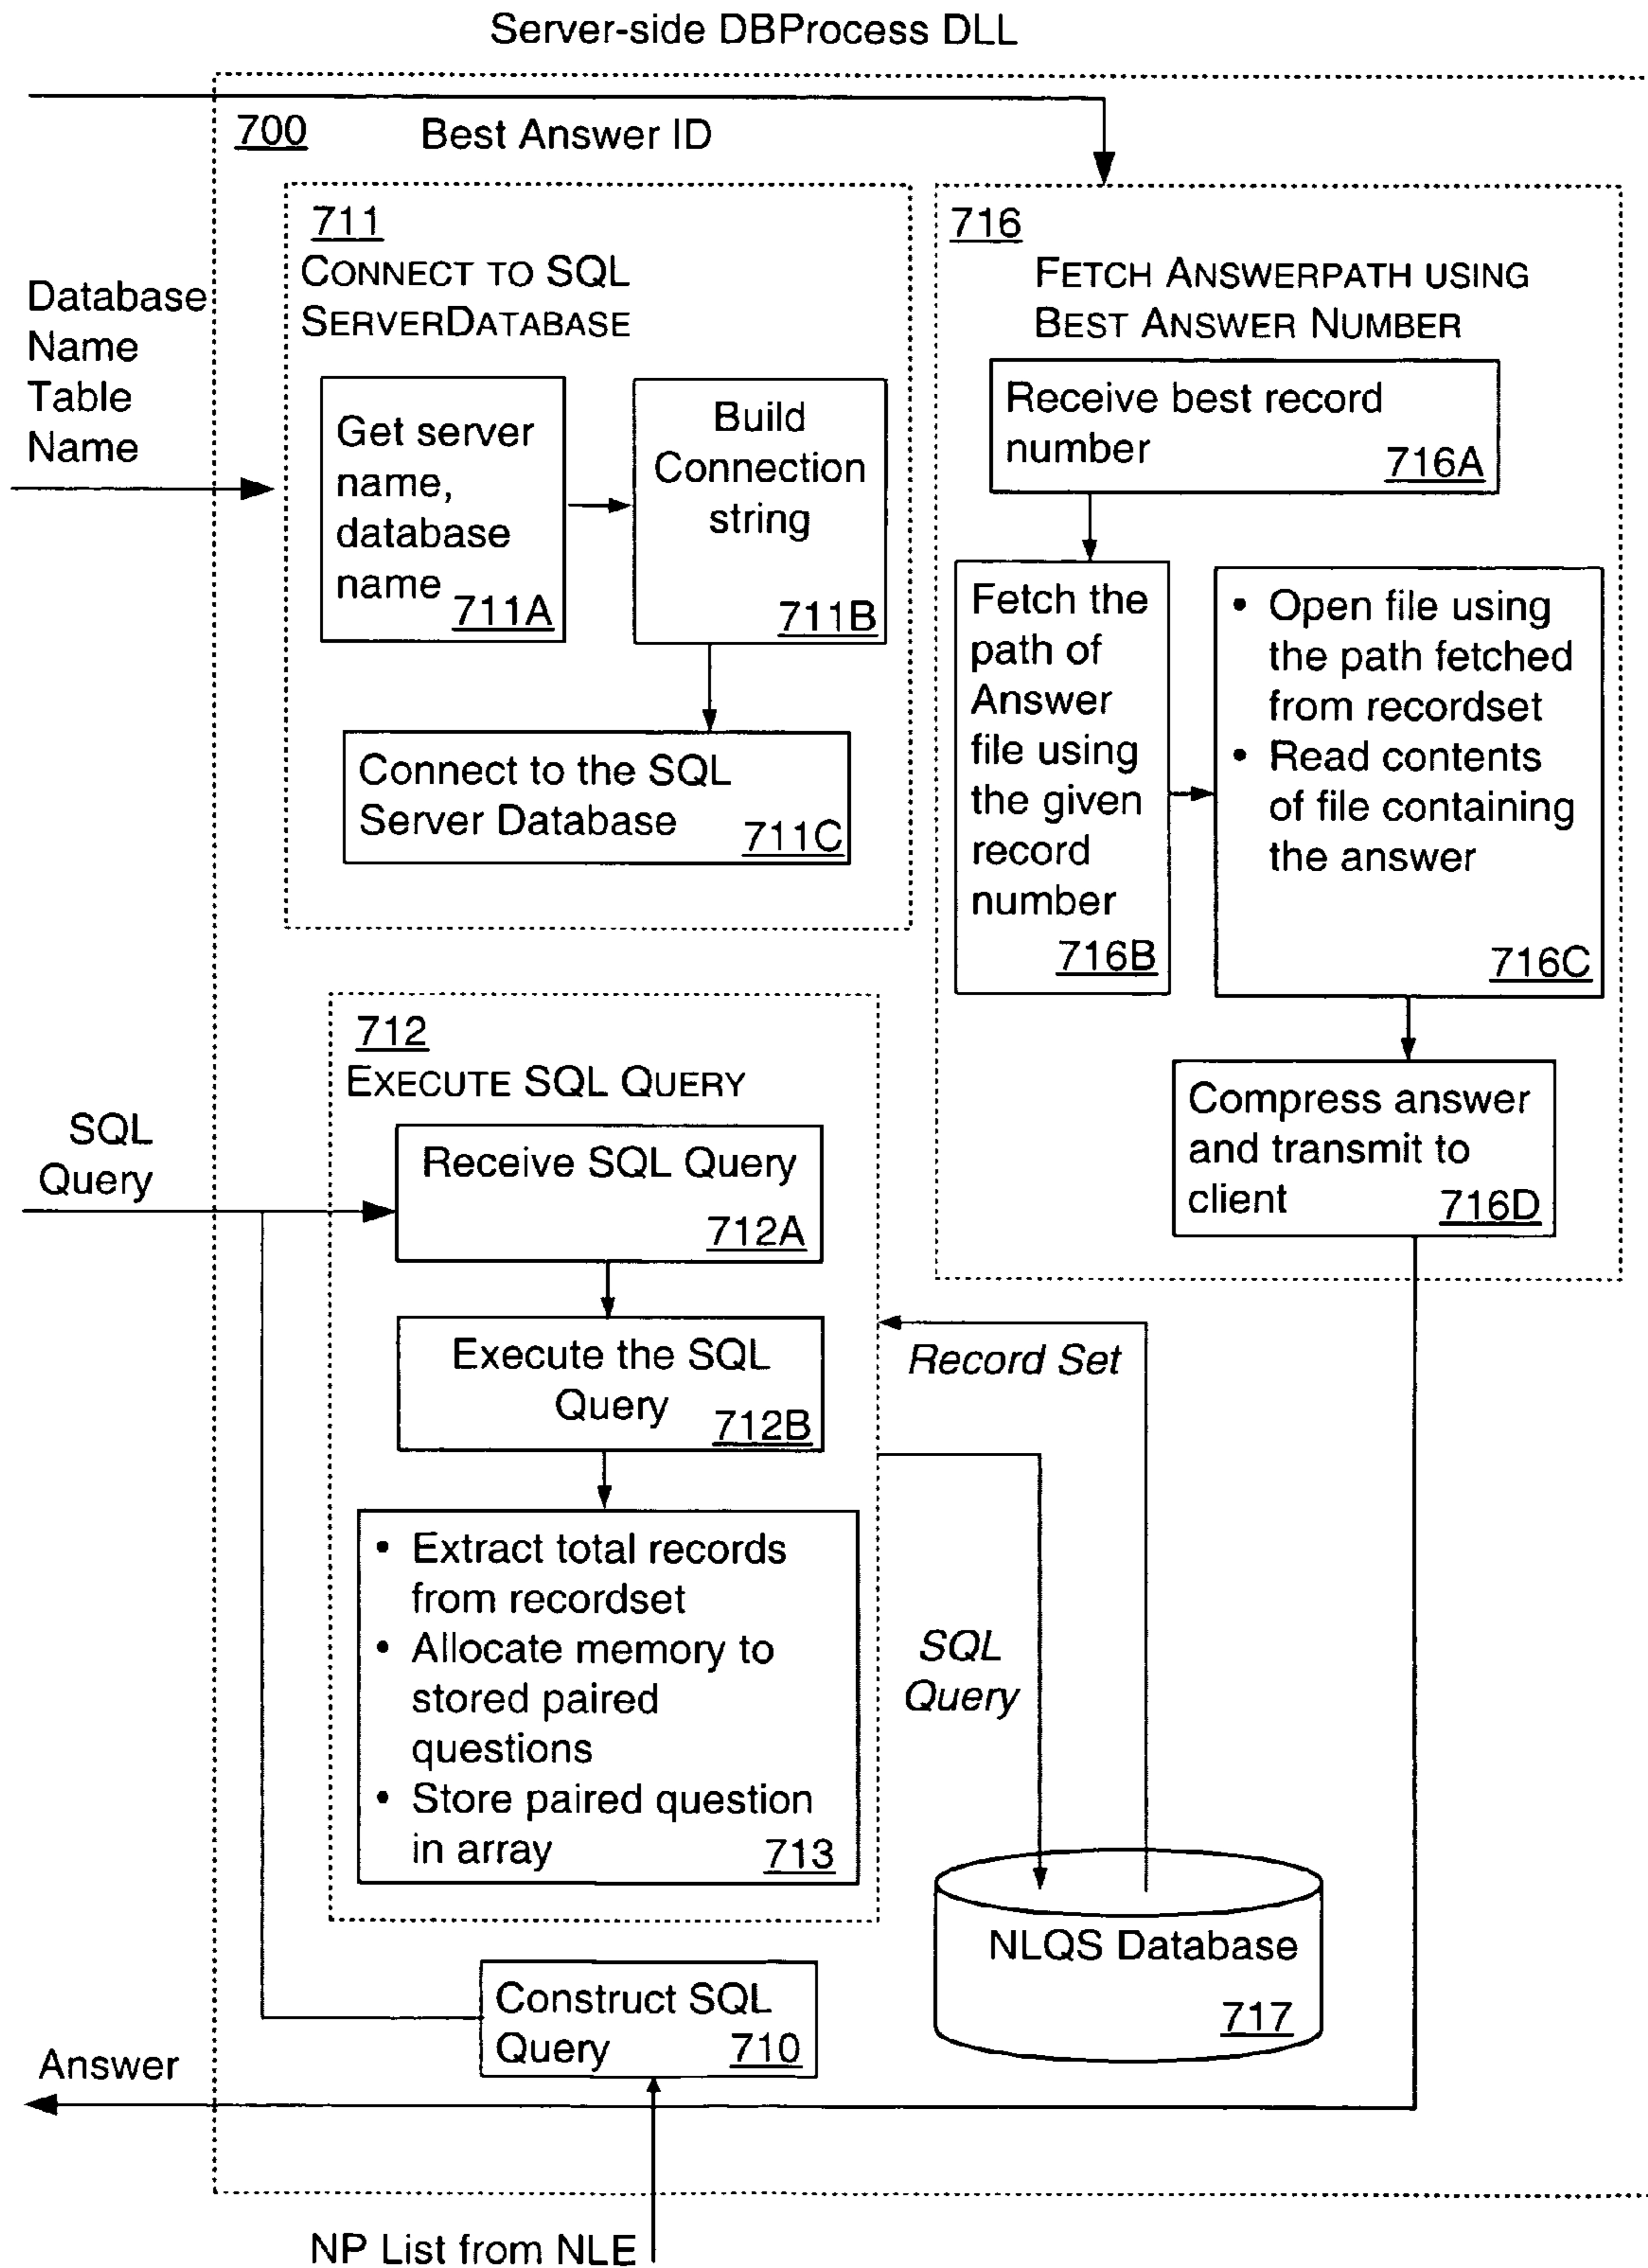 Server-side DBProcess DLL
700
Best Answer ID
Database
Name
Table
Name
711
CONNECT TO SQL
SERVERDATABASE
Get server
name,
database
name
711A
Build
Connection
string
711B
Connect to the SQL
Server Database
711C
716
FETCH ANSWERPATH USING
BEST ANSWER NUMBER
Receive best record
number
716A
Fetch the
path of
Answer
file using
the given
record
number
716B
• Open file using
the path fetched
from recordset
• Read contents
of file containing
the answer
716C
Compress answer
and transmit to
client
716D
SQL
Query
712
EXECUTE SQL QUERY
Receive SQL Query
712A
Execute the SQL
Query
712B
• Extract total records
from recordset
• Allocate memory to
stored paired
questions
• Store paired question
in array
713
Record Set
SQL
Query
NLQS Database
717
Construct SQL
Query
710
Answer
NP List from NLE